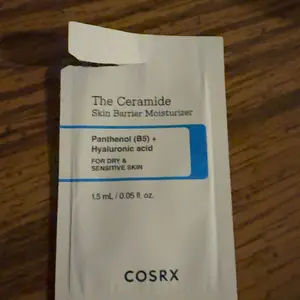 The Ceramide
Skin Barrier Moisturizer
Panthenol (B5) +
Hyaluronic acid
FOR DRY &
SENSITIVE SKIN
1.5 mL / 0.05 fl. oz.
COSRX